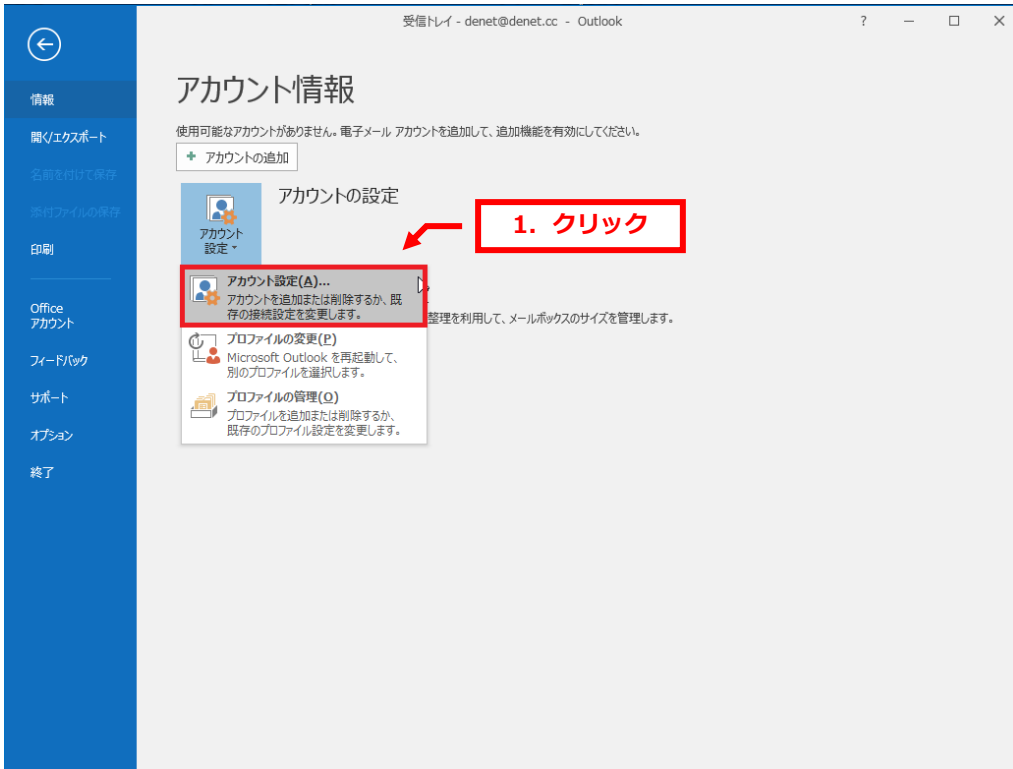 受信トレイ - denet@denet.cc - Outlook
?
情報
開く/エクスポート
名前を付けて保存
添付ファイルの保存
印刷
Office
アカウント
フィードバック
サポート
オプション
終了
アカウント情報
使用可能なアカウントがありません。電子メール アカウントを追加して、追加機能を有効にしてください。
+ アカウントの追加
アカウント
設定
アカウントの設定
1. クリック
アカウント設定(A)...
アカウントを追加または削除するか、既
存の接続設定を変更します。
整理を利用して、メールボックスのサイズを管理します。
プロファイルの変更(P)
Microsoft Outlook を再起動して、
別のプロファイルを選択します。
プロファイルの管理(O)
プロファイルを追加または削除するか、
既存のプロファイル設定を変更します。